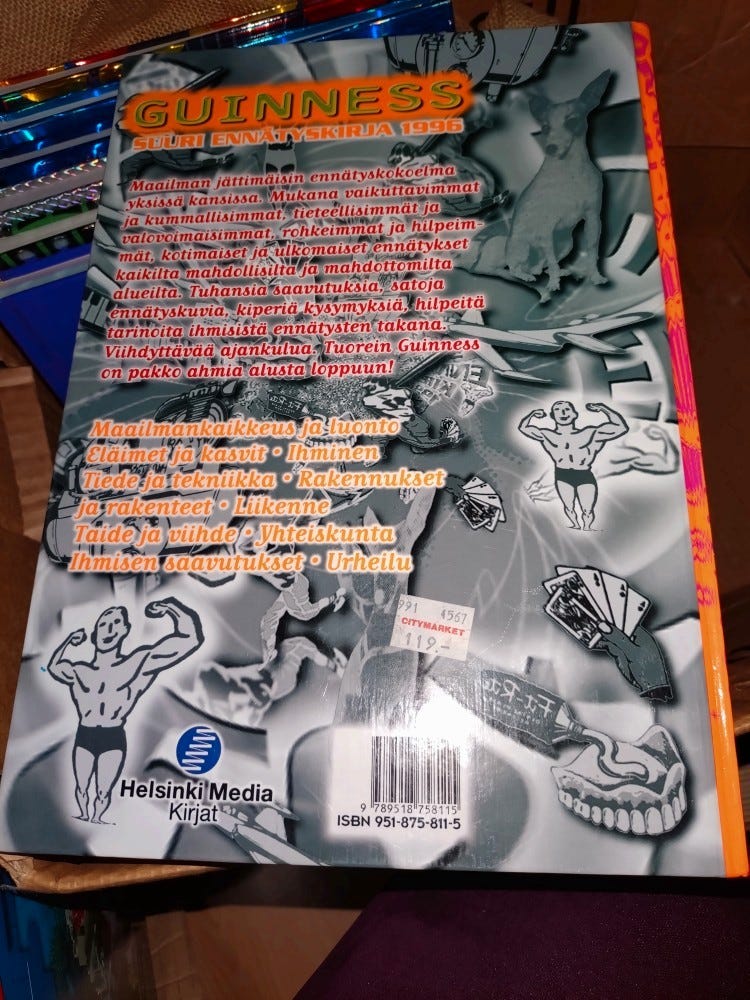 GUINNESS
SUURI ENNÄTYSKIRJA 1996
Maailman jättimäisin ennätyskokoelma
yksissä kansissa. Mukana vaikuttavimmat
ja kummallisimmat, tieteellisimmät ja
valovoimaisimmat, rohkeimmat ja hilpeim-
mät, kotimaiset ja ulkomaiset ennätykset
kaikilta mahdollisilta ja mahdottomilta
alueilta. Tuhansia saavutuksia, satoja
ennätyskuvia, kiperiä kysymyksiä, hilpeitä
tarinoita ihmisistä ennätysten takana.
Viihdyttävää ajankulua. Tuorein Guinness
on pakko ahmia alusta loppuun!
Maailmankaikkeus ja luonto
Eläimet ja kasvit • Ihminen
Tiede ja tekniikka • Rakennukset
ja rakenteet • Liikenne
Taide ja viihde • Yhteiskunta
Ihmisen saavutukset • Urheilu
991 4567
CITYMARKET
119.-
Helsinki Media
Kirjat
9 789518 758115
ISBN 951-875-811-5